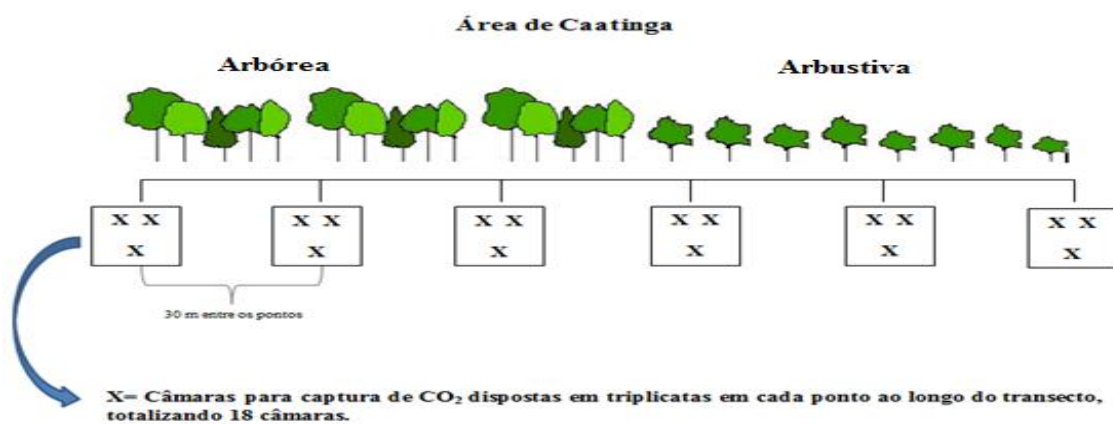 Área de Caatinga
Arbórea
Arbustiva
X X X X X X X X X X X X
X X X X X X
30 m entre os pontos
X= Câmaras para captura de CO₂ dispostas em triplicatas em cada ponto ao longo do transecto,
totalizando 18 câmaras.